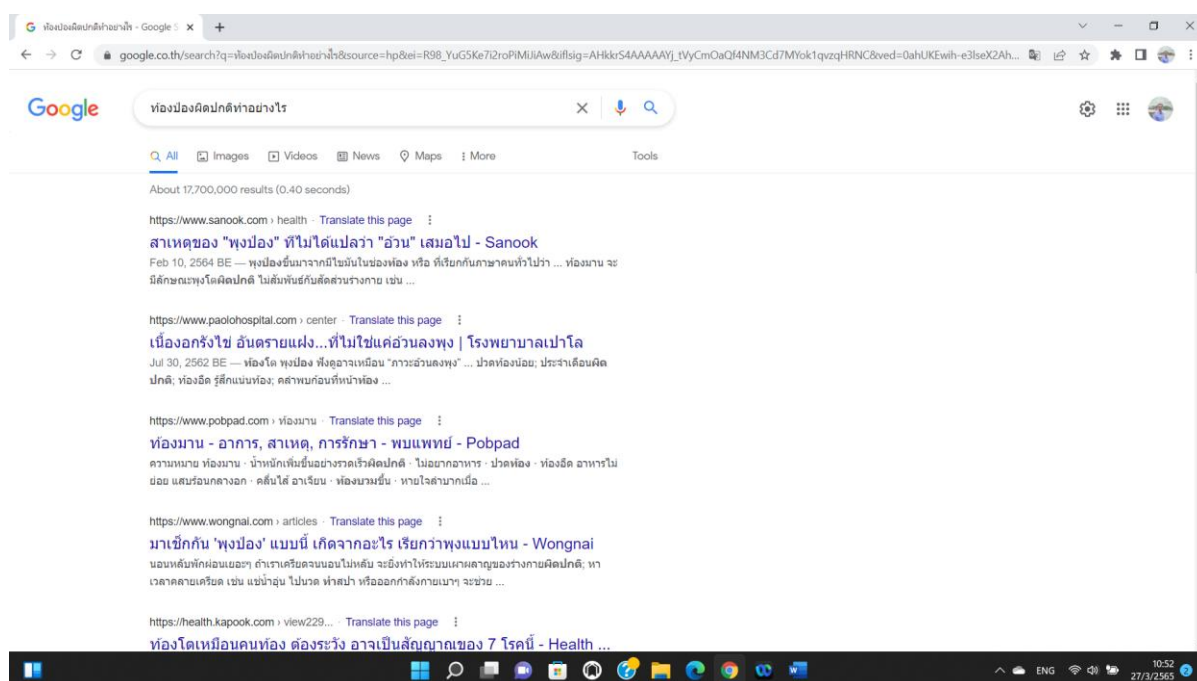 ท้องป่องผิดปกติทำอย่างไร - Google S
google.co.th/search?q=ท้องป่องผิดปกติทำอย่างไร&source=hp&ei=R98_YuG5Ke7i2roPiMiJiAw&iflsig=AHkkrS4AAAAAYj_tVyCmOaQf4NM3Cd7MYok1qvzqHRNC&ved=0ahUKEwih-e3lseX2Ah...
Google
ท้องป่องผิดปกติทำอย่างไร
All Images Videos News Maps More Tools
About 17,700,000 results (0.40 seconds)
https://www.sanook.com › health · Translate this page
สาเหตุของ "พุงป่อง" ที่ไม่ได้แปลว่า "อ้วน" เสมอไป - Sanook
Feb 10, 2564 BE — พุงป่องขึ้นมาจากมีไขมันในช่องท้อง หรือ ที่เรียกกันภาษาคนทั่วไปว่า ... ท้องมาน จะ
มีลักษณะพุงโตผิดปกติ ไม่สัมพันธ์กับสัดส่วนร่างกาย เช่น ...
https://www.paolohospital.com › center · Translate this page
เนื้องอกรังไข่ อันตรายแฝง...ที่ไม่ใช่แค่อ้วนลงพุง | โรงพยาบาลเปาโล
Jul 30, 2562 BE — ท้องโต พุงป่อง ฟังดูอาจเหมือน “ภาวะอ้วนลงพุง” ... ปวดท้องน้อย; ประจำเดือนผิด
ปกติ; ท้องอืด รู้สึกแน่นท้อง; คลำพบก้อนที่หน้าท้อง ...
https://www.pobpad.com › ท้องมาน · Translate this page
ท้องมาน - อาการ, สาเหตุ, การรักษา - พบแพทย์ - Pobpad
ความหมาย ท้องมาน · น้ำหนักเพิ่มขึ้นอย่างรวดเร็วผิดปกติ · ไม่อยากอาหาร · ปวดท้อง · ท้องอืด อาหารไม่
ย่อย แสบร้อนกลางอก · คลื่นไส้ อาเจียน · ท้องบวมขึ้น · หายใจลำบากเมื่อ ...
https://www.wongnai.com › articles · Translate this page
มาเช็กกัน 'พุงป่อง' แบบนี้ เกิดจากอะไร เรียกว่าพุงแบบไหน - Wongnai
นอนหลับพักผ่อนเยอะๆ ถ้าเราเครียดจนนอนไม่หลับ จะยิ่งทำให้ระบบเผาผลาญของร่างกายผิดปกติ; หา
เวลาคลายเครียด เช่น แช่น้ำอุ่น ไปนวด ทำสปา หรือออกกำลังกายเบาๆ จะช่วย ...
https://health.kapook.com › view229... · Translate this page
ท้องโตเหมือนคนท้อง ต้องระวัง อาจเป็นสัญญาณของ 7 โรคนี้ - Health ...
ENG 10:52
27/3/2565